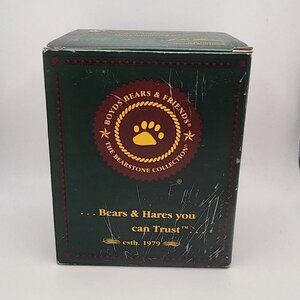 BOYDS BEARS & FRIENDS®
THE BEARSTONE COLLECTION®
®
. . . Bears & Hares you
can Trust™ . . .
estb. 1979